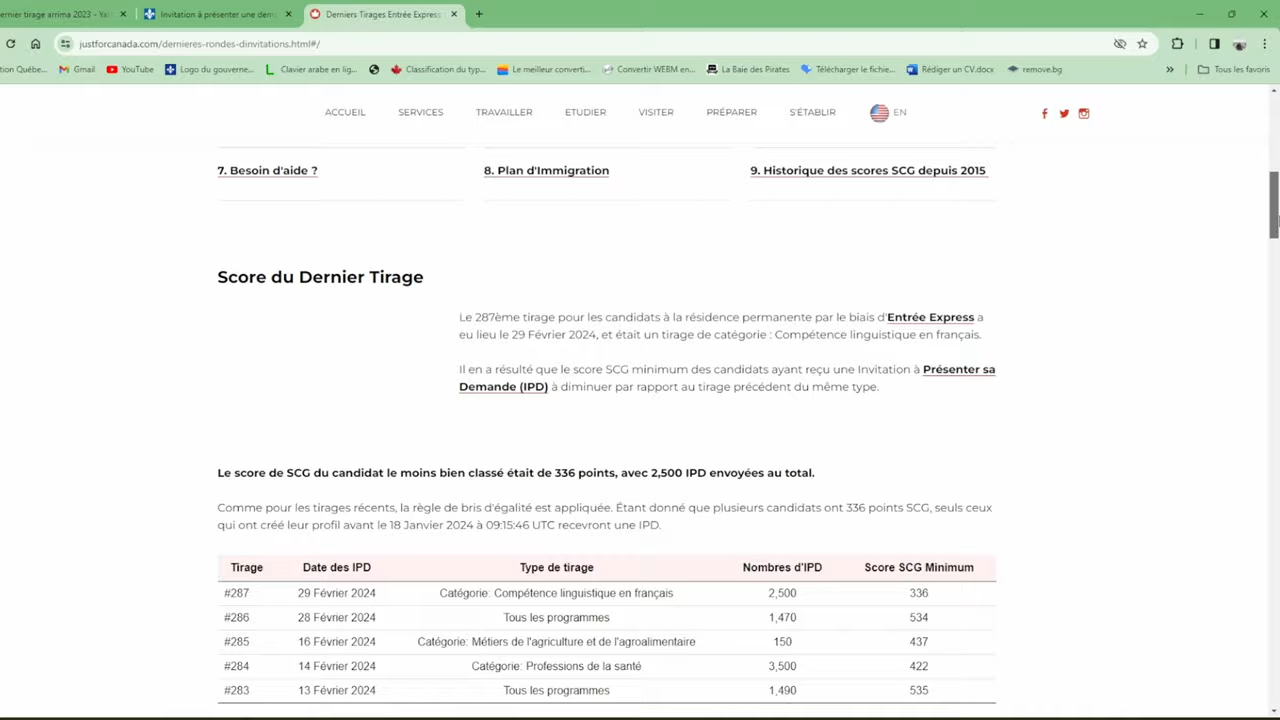 ernier tirage arrima 2023 - Ya
Invitation à présenter une dem
Derniers Tirages Entrée Express
justforcanada.com/dernieres-rondes-dinvitations.html#/
tion Québe... Gmail YouTube Logo du gouverne... Clavier arabe en lig... Classification du typ... Le meilleur converti... Convertir WEBM en... La Baie des Pirates Télécharger le fichie... Rédiger un CV.docx remove.bg » Tous les favoris
ACCUEIL SERVICES TRAVAILLER ETUDIER VISITER PRÉPARER S'ÉTABLIR EN
7. Besoin d'aide ? 8. Plan d'Immigration 9. Historique des scores SCG depuis 2015
Score du Dernier Tirage
Le 287ème tirage pour les candidats à la résidence permanente par le biais d'Entrée Express a
eu lieu le 29 Février 2024, et était un tirage de catégorie : Compétence linguistique en français.
Il en a résulté que le score SCG minimum des candidats ayant reçu une Invitation à Présenter sa
Demande (IPD) à diminuer par rapport au tirage précédent du même type.
Le score de SCG du candidat le moins bien classé était de 336 points, avec 2,500 IPD envoyées au total.
Comme pour les tirages récents, la règle de bris d'égalité est appliquée. Étant donné que plusieurs candidats ont 336 points SCG, seuls ceux
qui ont créé leur profil avant le 18 Janvier 2024 à 09:15:46 UTC recevront une IPD.
Tirage Date des IPD Type de tirage Nombres d'IPD Score SCG Minimum
#287 29 Février 2024 Catégorie: Compétence linguistique en français 2,500 336
#286 28 Février 2024 Tous les programmes 1,470 534
#285 16 Février 2024 Catégorie: Métiers de l'agriculture et de l'agroalimentaire 150 437
#284 14 Février 2024 Catégorie: Professions de la santé 3,500 422
#283 13 Février 2024 Tous les programmes 1,490 535